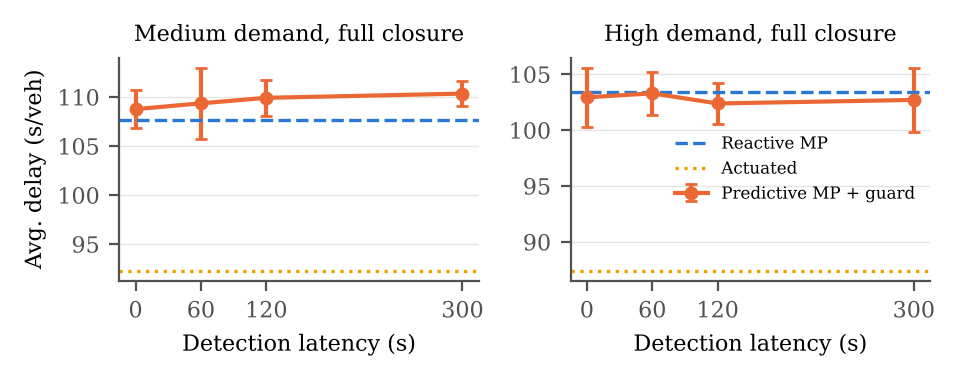 Medium demand, full closure
High demand, full closure
Avg. delay (s/veh)
110
105
100
95
0
60
120
300
Detection latency (s)
105
100
95
90
Reactive MP
Actuated
Predictive MP + guard
0
60
120
300
Detection latency (s)